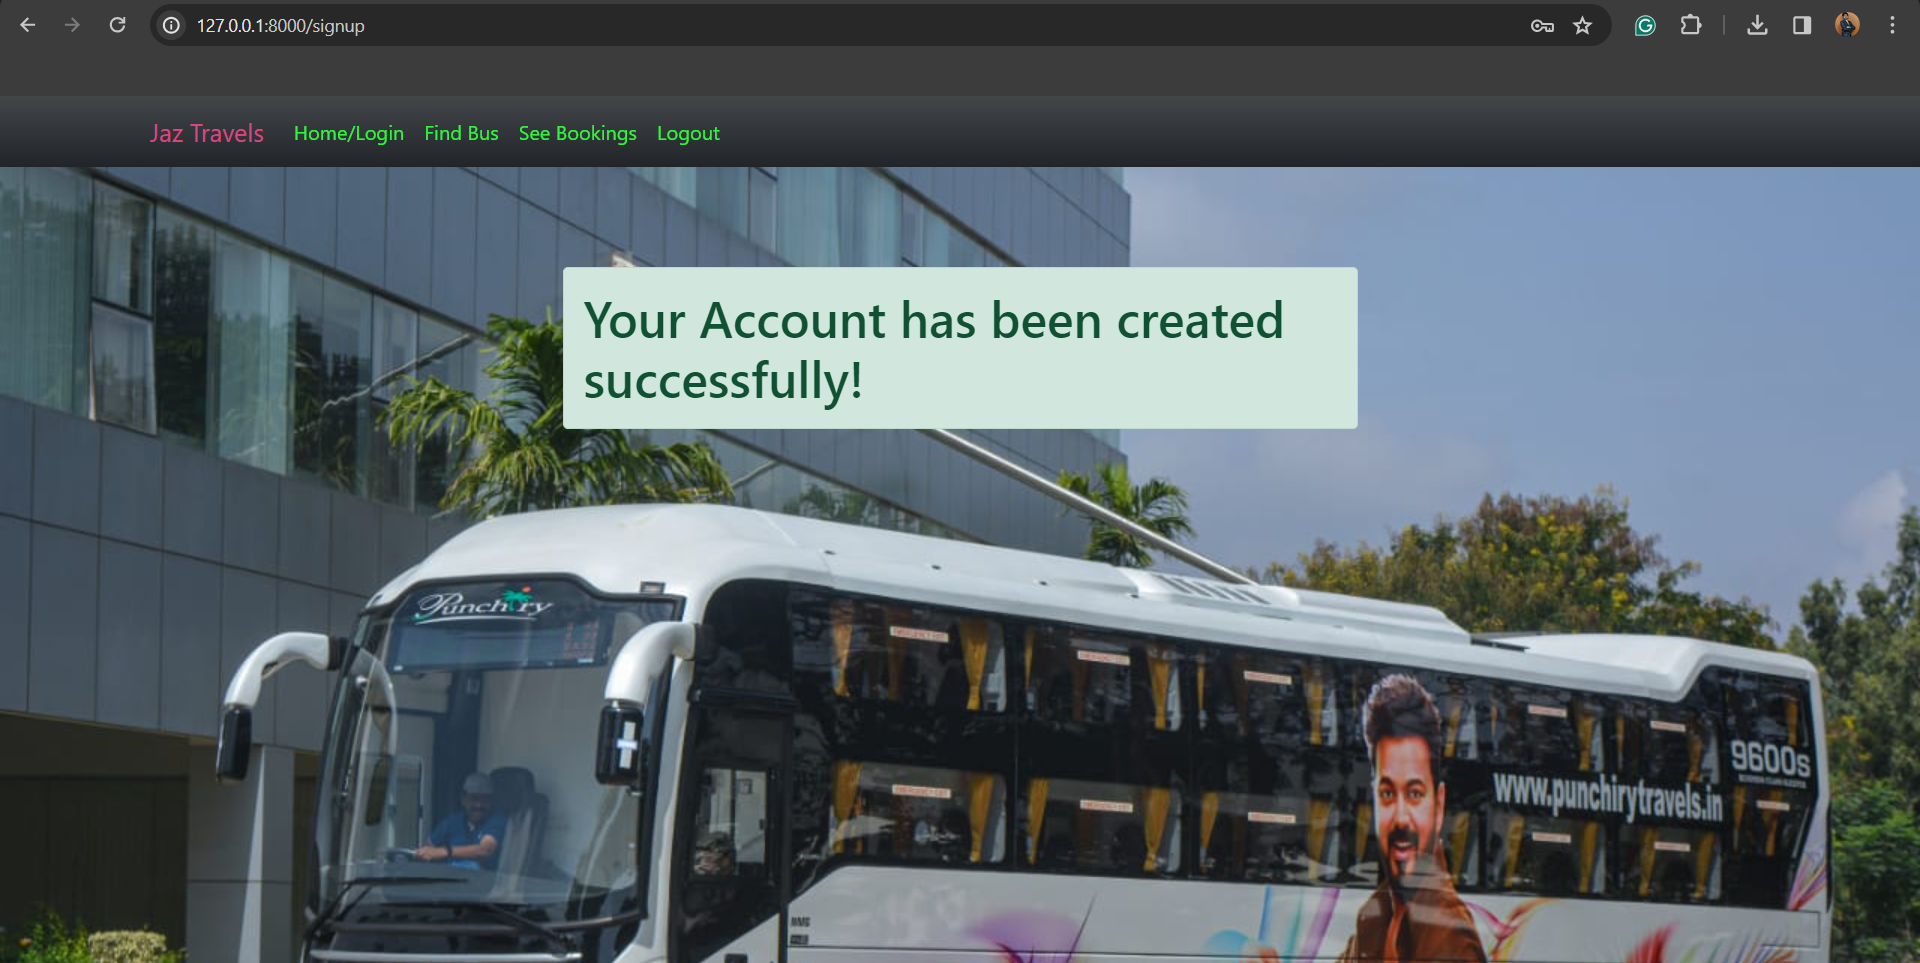 127.0.0.1:8000/signup
Jaz Travels Home/Login Find Bus See Bookings Logout
Your Account has been created
successfully!
Punchiry
9600s
www.punchirytravels.in